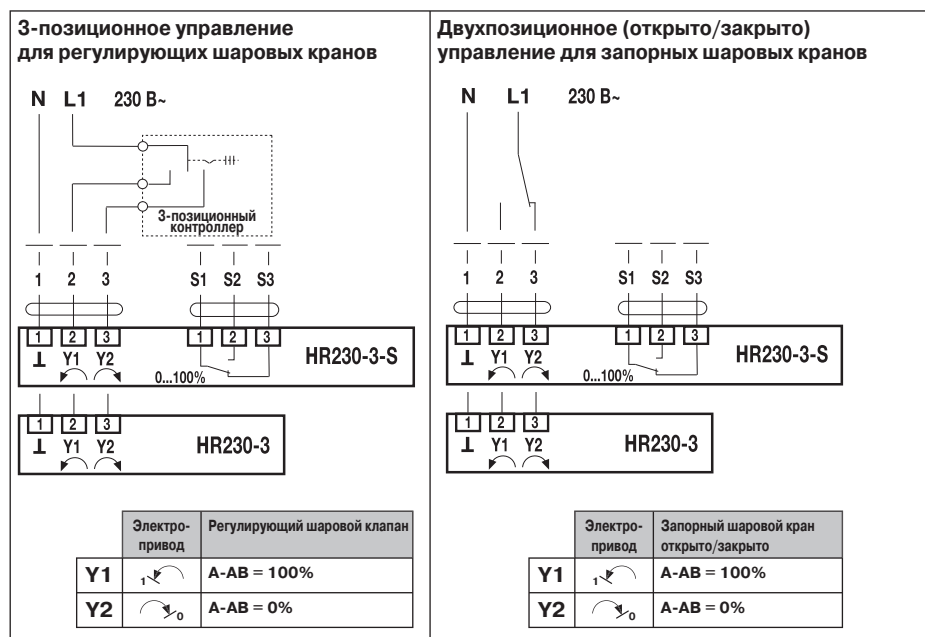 3-позиционное управление
для регулирующих шаровых кранов
N L1 230 В~
3-позиционный
контроллер
1 2 3 S1 S2 S3
1 2 3 1 2 3
⊥ Y1 Y2 HR230-3-S
0...100%
1 2 3
⊥ Y1 Y2 HR230-3
Электро-
привод
Регулирующий шаровой клапан
Y1 1 A-AB = 100%
Y2 0 A-AB = 0%
Двухпозиционное (открыто/закрыто)
управление для запорных шаровых кранов
N L1 230 В~
1 2 3 S1 S2 S3
1 2 3 1 2 3
⊥ Y1 Y2 HR230-3-S
0...100%
1 2 3
⊥ Y1 Y2 HR230-3
Электро-
привод
Запорный шаровой кран
открыто/закрыто
Y1 1 A-AB = 100%
Y2 0 A-AB = 0%